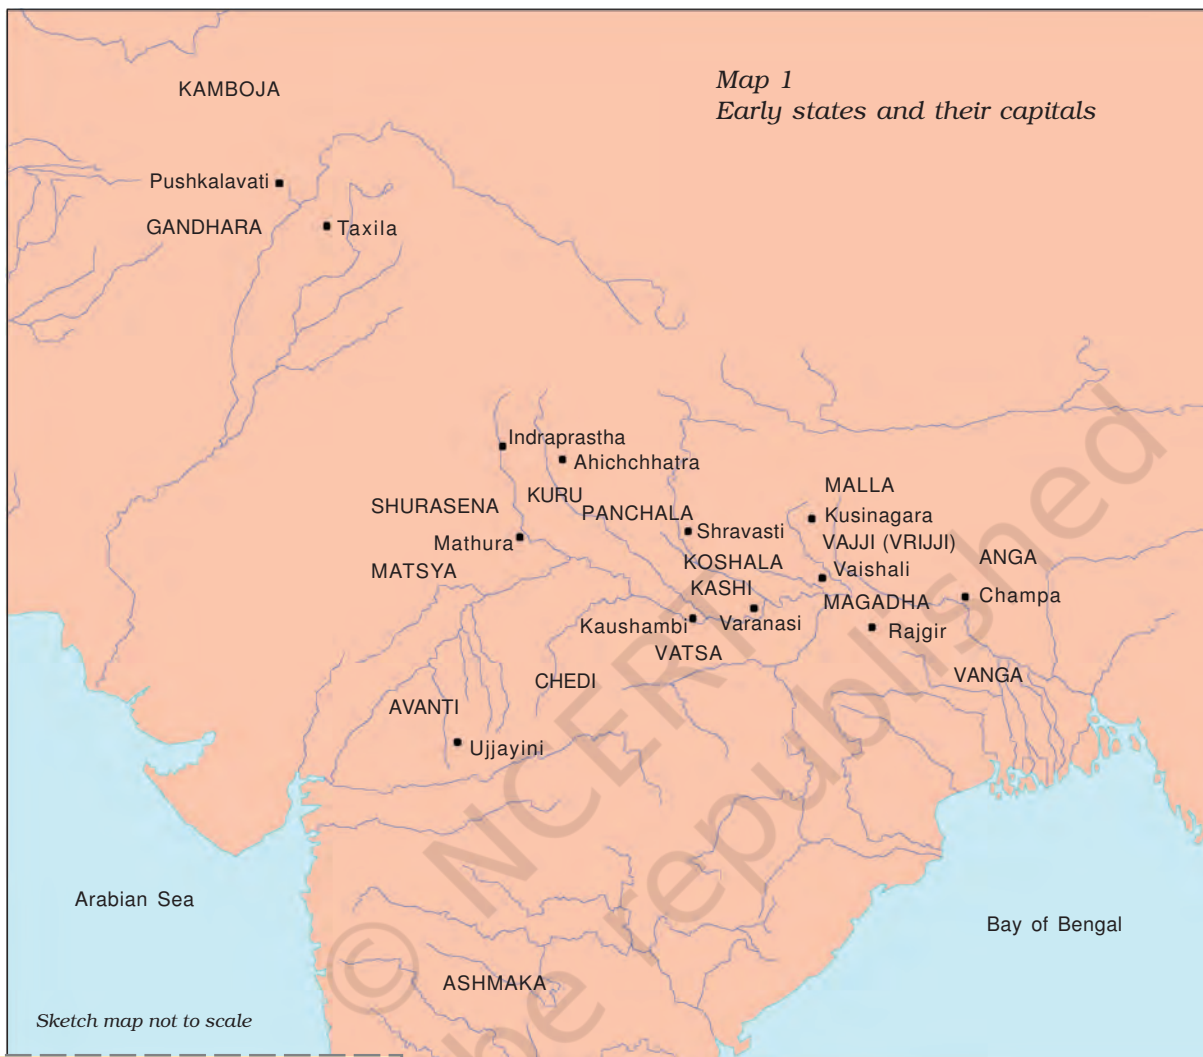 Map 1
Early states and their capitals
KAMBOJA
Pushkalavati
GANDHARA
Taxila
Indraprastha
Ahichchhatra
MALLA
SHURASENA
KURU
PANCHALA
Kusinagara
Shravasti
Mathura
VAJJI (VRIJJI)
ANGA
KOSHALA
Vaishali
MATSYA
KASHI
MAGADHA
Champa
Kaushambi
Varanasi
Rajgir
VATSA
CHEDI
VANGA
AVANTI
Ujjayini
Arabian Sea
Bay of Bengal
ASHMAKA
Sketch map not to scale
© NCERT
be republished